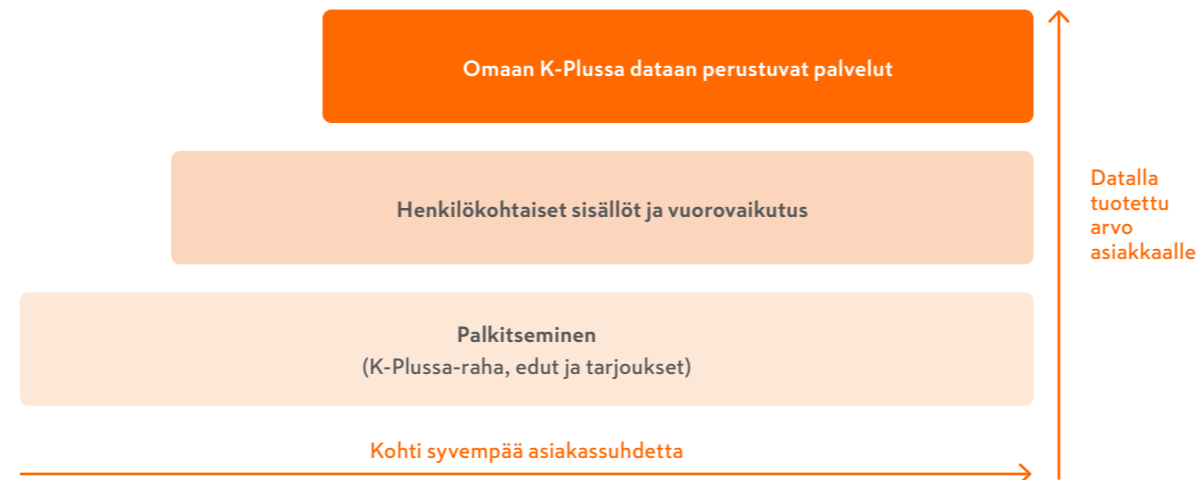 Omaan K-Plussa dataan perustuvat palvelut
Henkilökohtaiset sisällöt ja vuorovaikutus
Datalla
tuotettu
arvo
asiakkaalle
Palkitseminen
(K-Plussa-raha, edut ja tarjoukset)
Kohti syvempää asiakassuhdetta